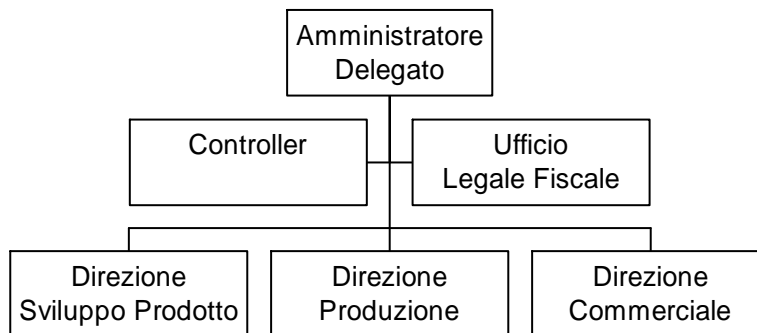 Amministratore
Delegato
Controller
Ufficio
Legale Fiscale
Direzione
Sviluppo Prodotto
Direzione
Produzione
Direzione
Commerciale